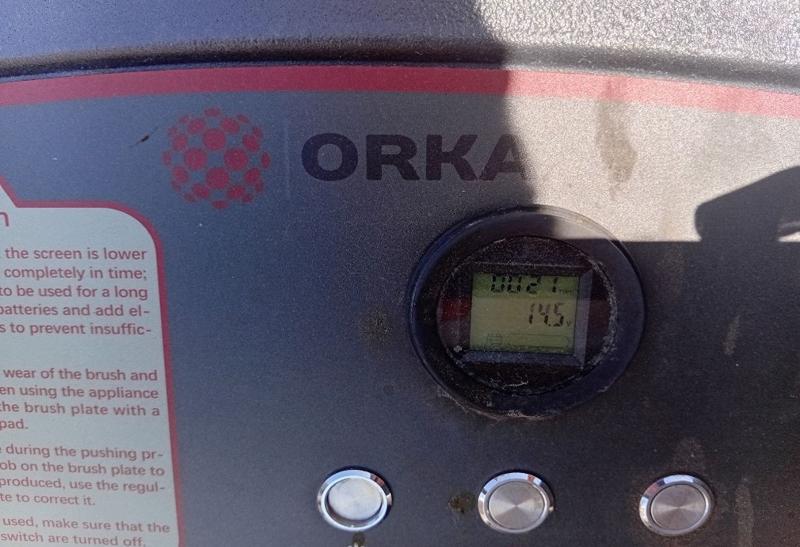 ORKA
n
the screen is lower
completely in time;
to be used for a long
batteries and add el-
s to prevent insuffic-
wear of the brush and
en using the appliance
the brush plate with a
pad.
during the pushing pr-
ob on the brush plate to
produced, use the regul-
te to correct it.
used, make sure that the
switch are turned off.
0021
14.5 V